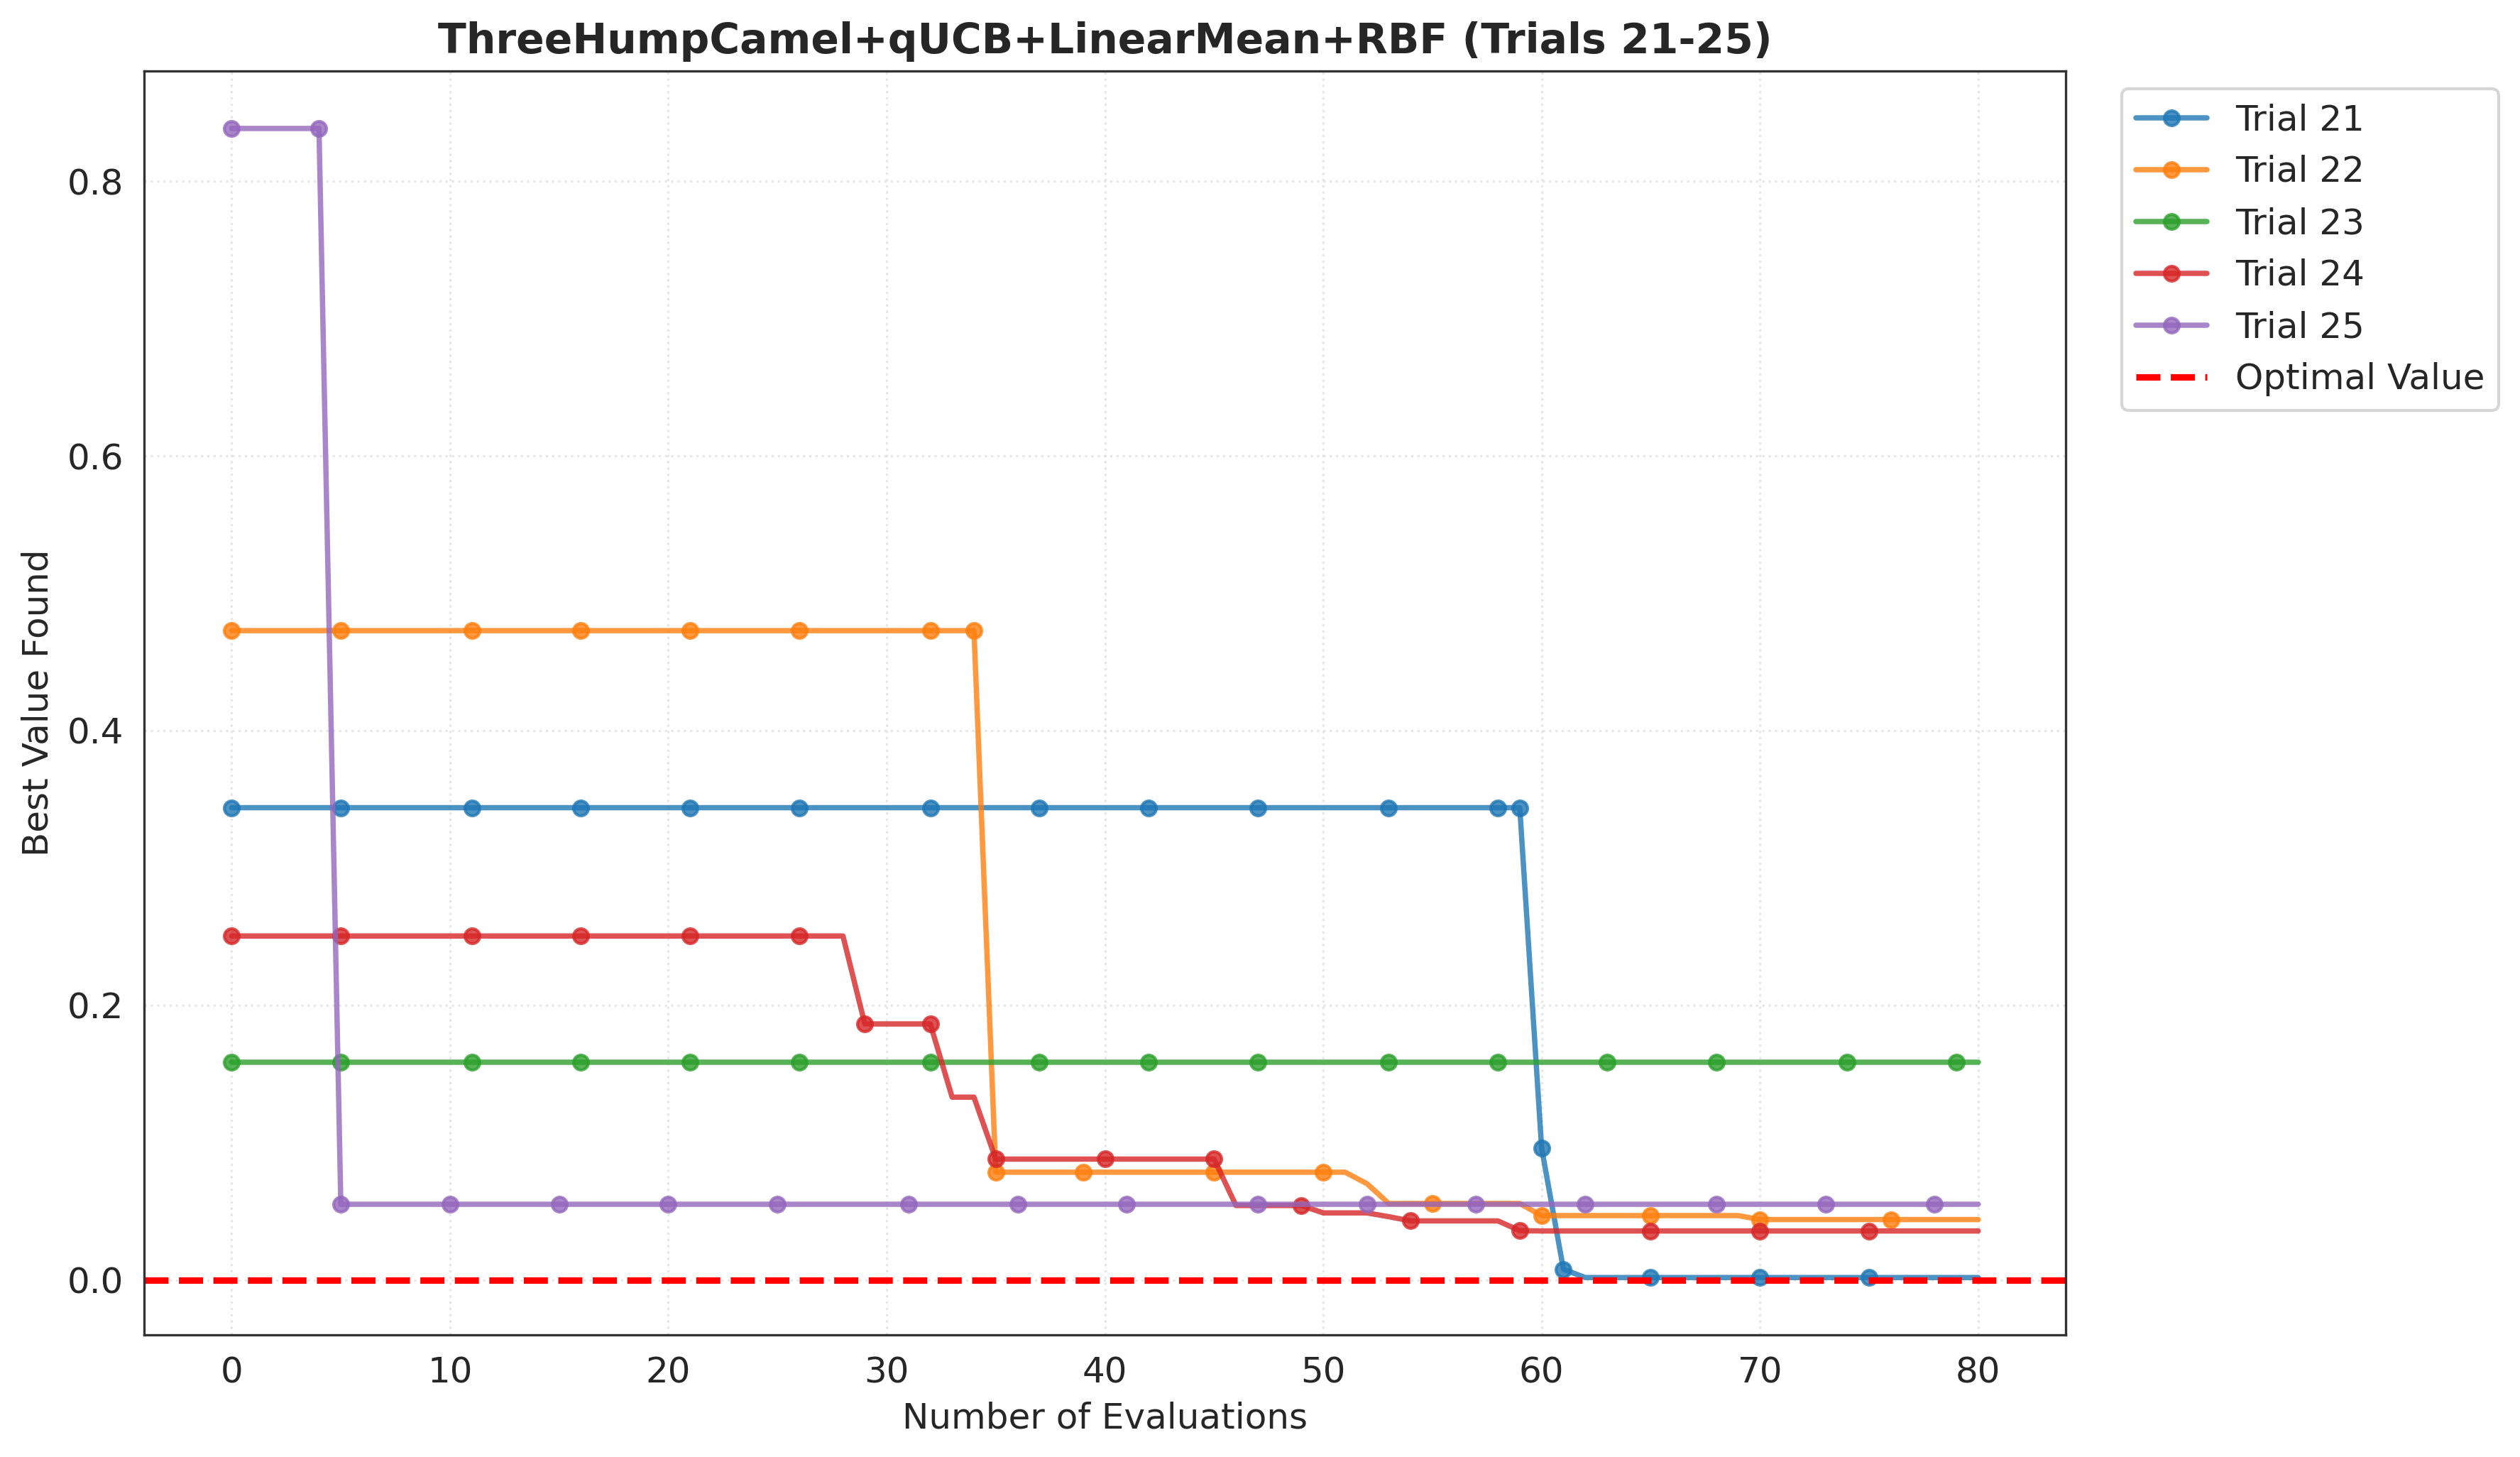 ThreeHumpCamel+qUCB+LinearMean+RBF (Trials 21-25)
Trial 21
Trial 22
Trial 23
Trial 24
Trial 25
Optimal Value
Best Value Found
0.8
0.6
0.4
0.2
0.0
0 10 20 30 40 50 60 70 80
Number of Evaluations